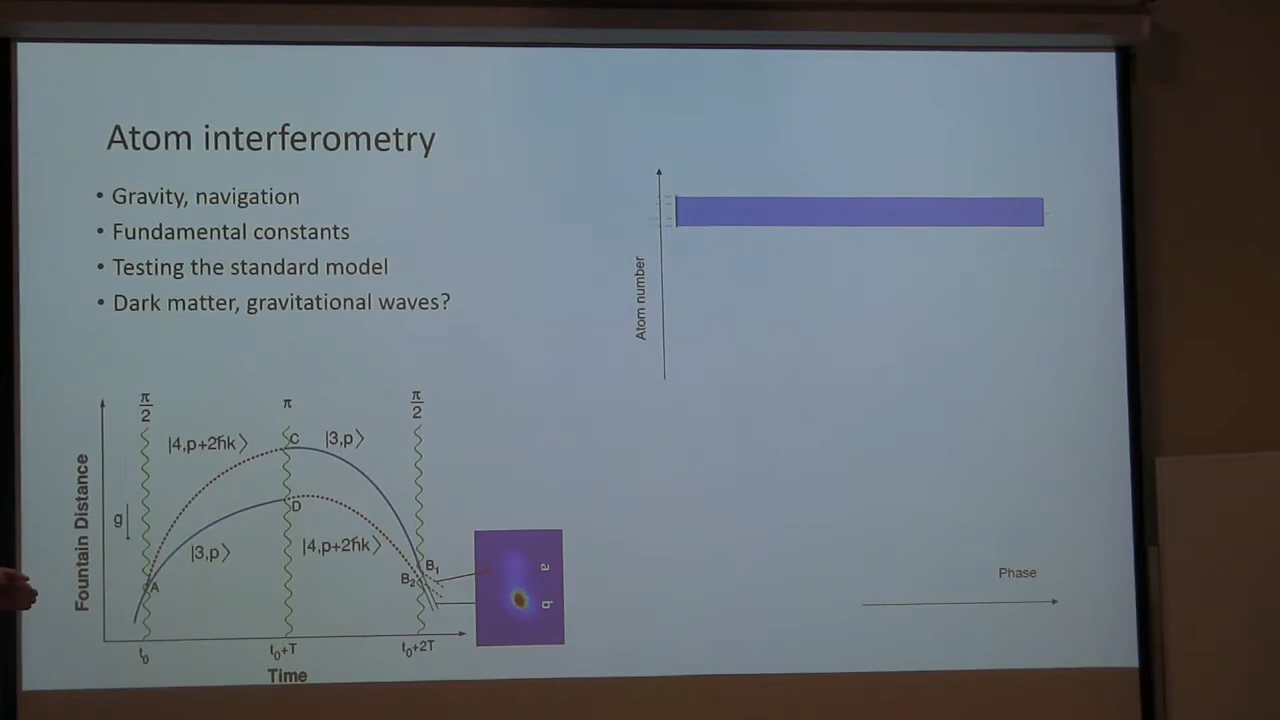 Atom interferometry
• Gravity, navigation
• Fundamental constants
• Testing the standard model
• Dark matter, gravitational waves?
Atom number
Phase
π/2
π
π/2
|4,p+2ħk⟩
C
|3,p⟩
Fountain Distance
g
D
|3,p⟩
|4,p+2ħk⟩
A
B₁
B₂
a
b
t₀
t₀+T
t₀+2T
Time